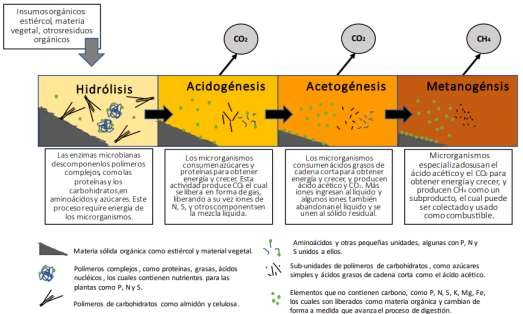 Insumos orgánicos
estiércol, materia
vegetal, otros residuos
orgánicos
CO₂
CO₂
CH₄
Hidrólisis
Acidogénesis
Acetogénesis
Metanogénsis
Las enzimas microbianas
descomponen los polímeros
complejos, como las
proteínas y los
carbohidratos, en
aminoácidos y azúcares. Este
proceso require energía de
los microrganismos.
Los microrganismos
consumen azúcares y
proteínas para obtener
energía y crecer. Esta
actividad produce CO₂ el cual
se libera en forma de gas,
liberando a su vez iones de
N, S, y otros componentes en
la mezcla líquida.
Los microrganismos
consumen ácidos grasos de
cadena corta para obtener
energía y crecer, y producen
ácido acético y CO₂. Más
iones ingresan al líquido y
algunos iones también
abandonan el líquido y se
unen al sólido residual.
Microrganismos
especializados usan el
ácido acético y el CO₂ para
obtener energía y crecer, y
producen CH₄ como un
subproducto, el cual puede
ser colectado y usado
como combustible.
Materia sólida orgánica como estiércol y material vegetal.
Polímeros complejos, como proteínas, grasas, ácidos
nucléicos, los cuales contienen nutrientes para las
plantas como P, N y S.
Polímeros de carbohidratos como almidón y celulosa.
Aminoácidos y otras pequeñas unidades, algunas con P, N y
S unidos a ellos.
Sub-unidades de polímeros de carbohidratos, como azúcares
simples y ácidos grasos de cadena corta como el ácido acético.
Elementos que no contienen carbono, como P, N, S, K, Mg, Fe,
los cuales son liberados como materia orgánica y cambian de
forma a medida que avanza el proceso de digestión.